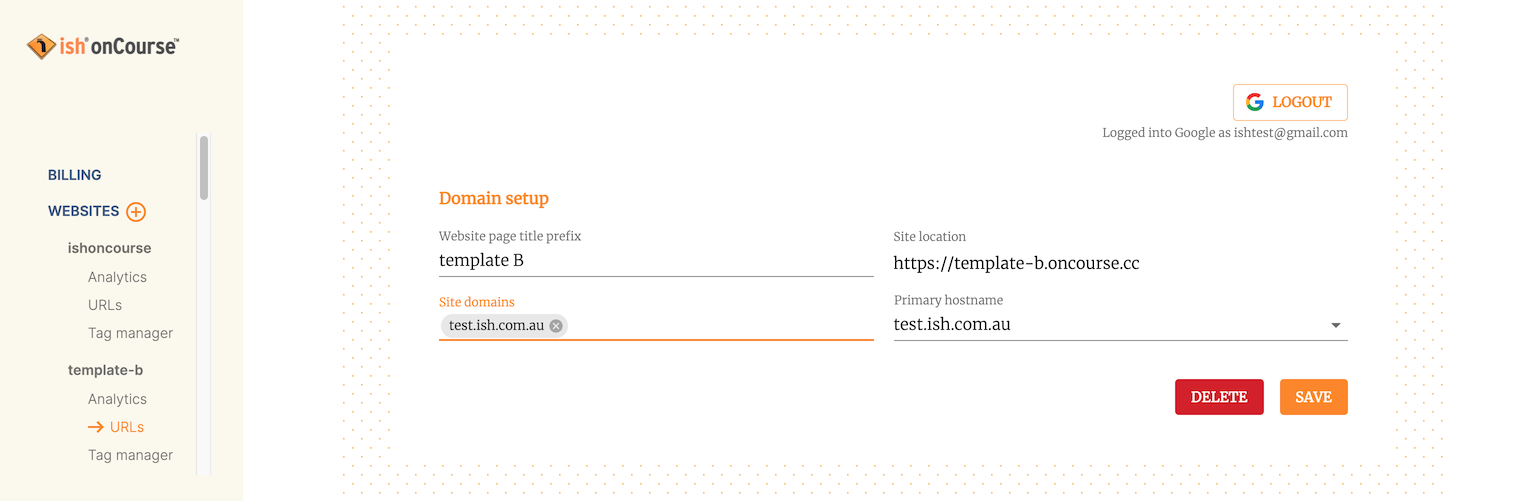 ish® onCourse™
BILLING
WEBSITES
ishoncourse
Analytics
URLs
Tag manager
template-b
Analytics
URLs
Tag manager
LOGOUT
Logged into Google as ishtest@gmail.com
Domain setup
Website page title prefix
template B
Site location
https://template-b.oncourse.cc
Site domains
test.ish.com.au
Primary hostname
test.ish.com.au
DELETE
SAVE